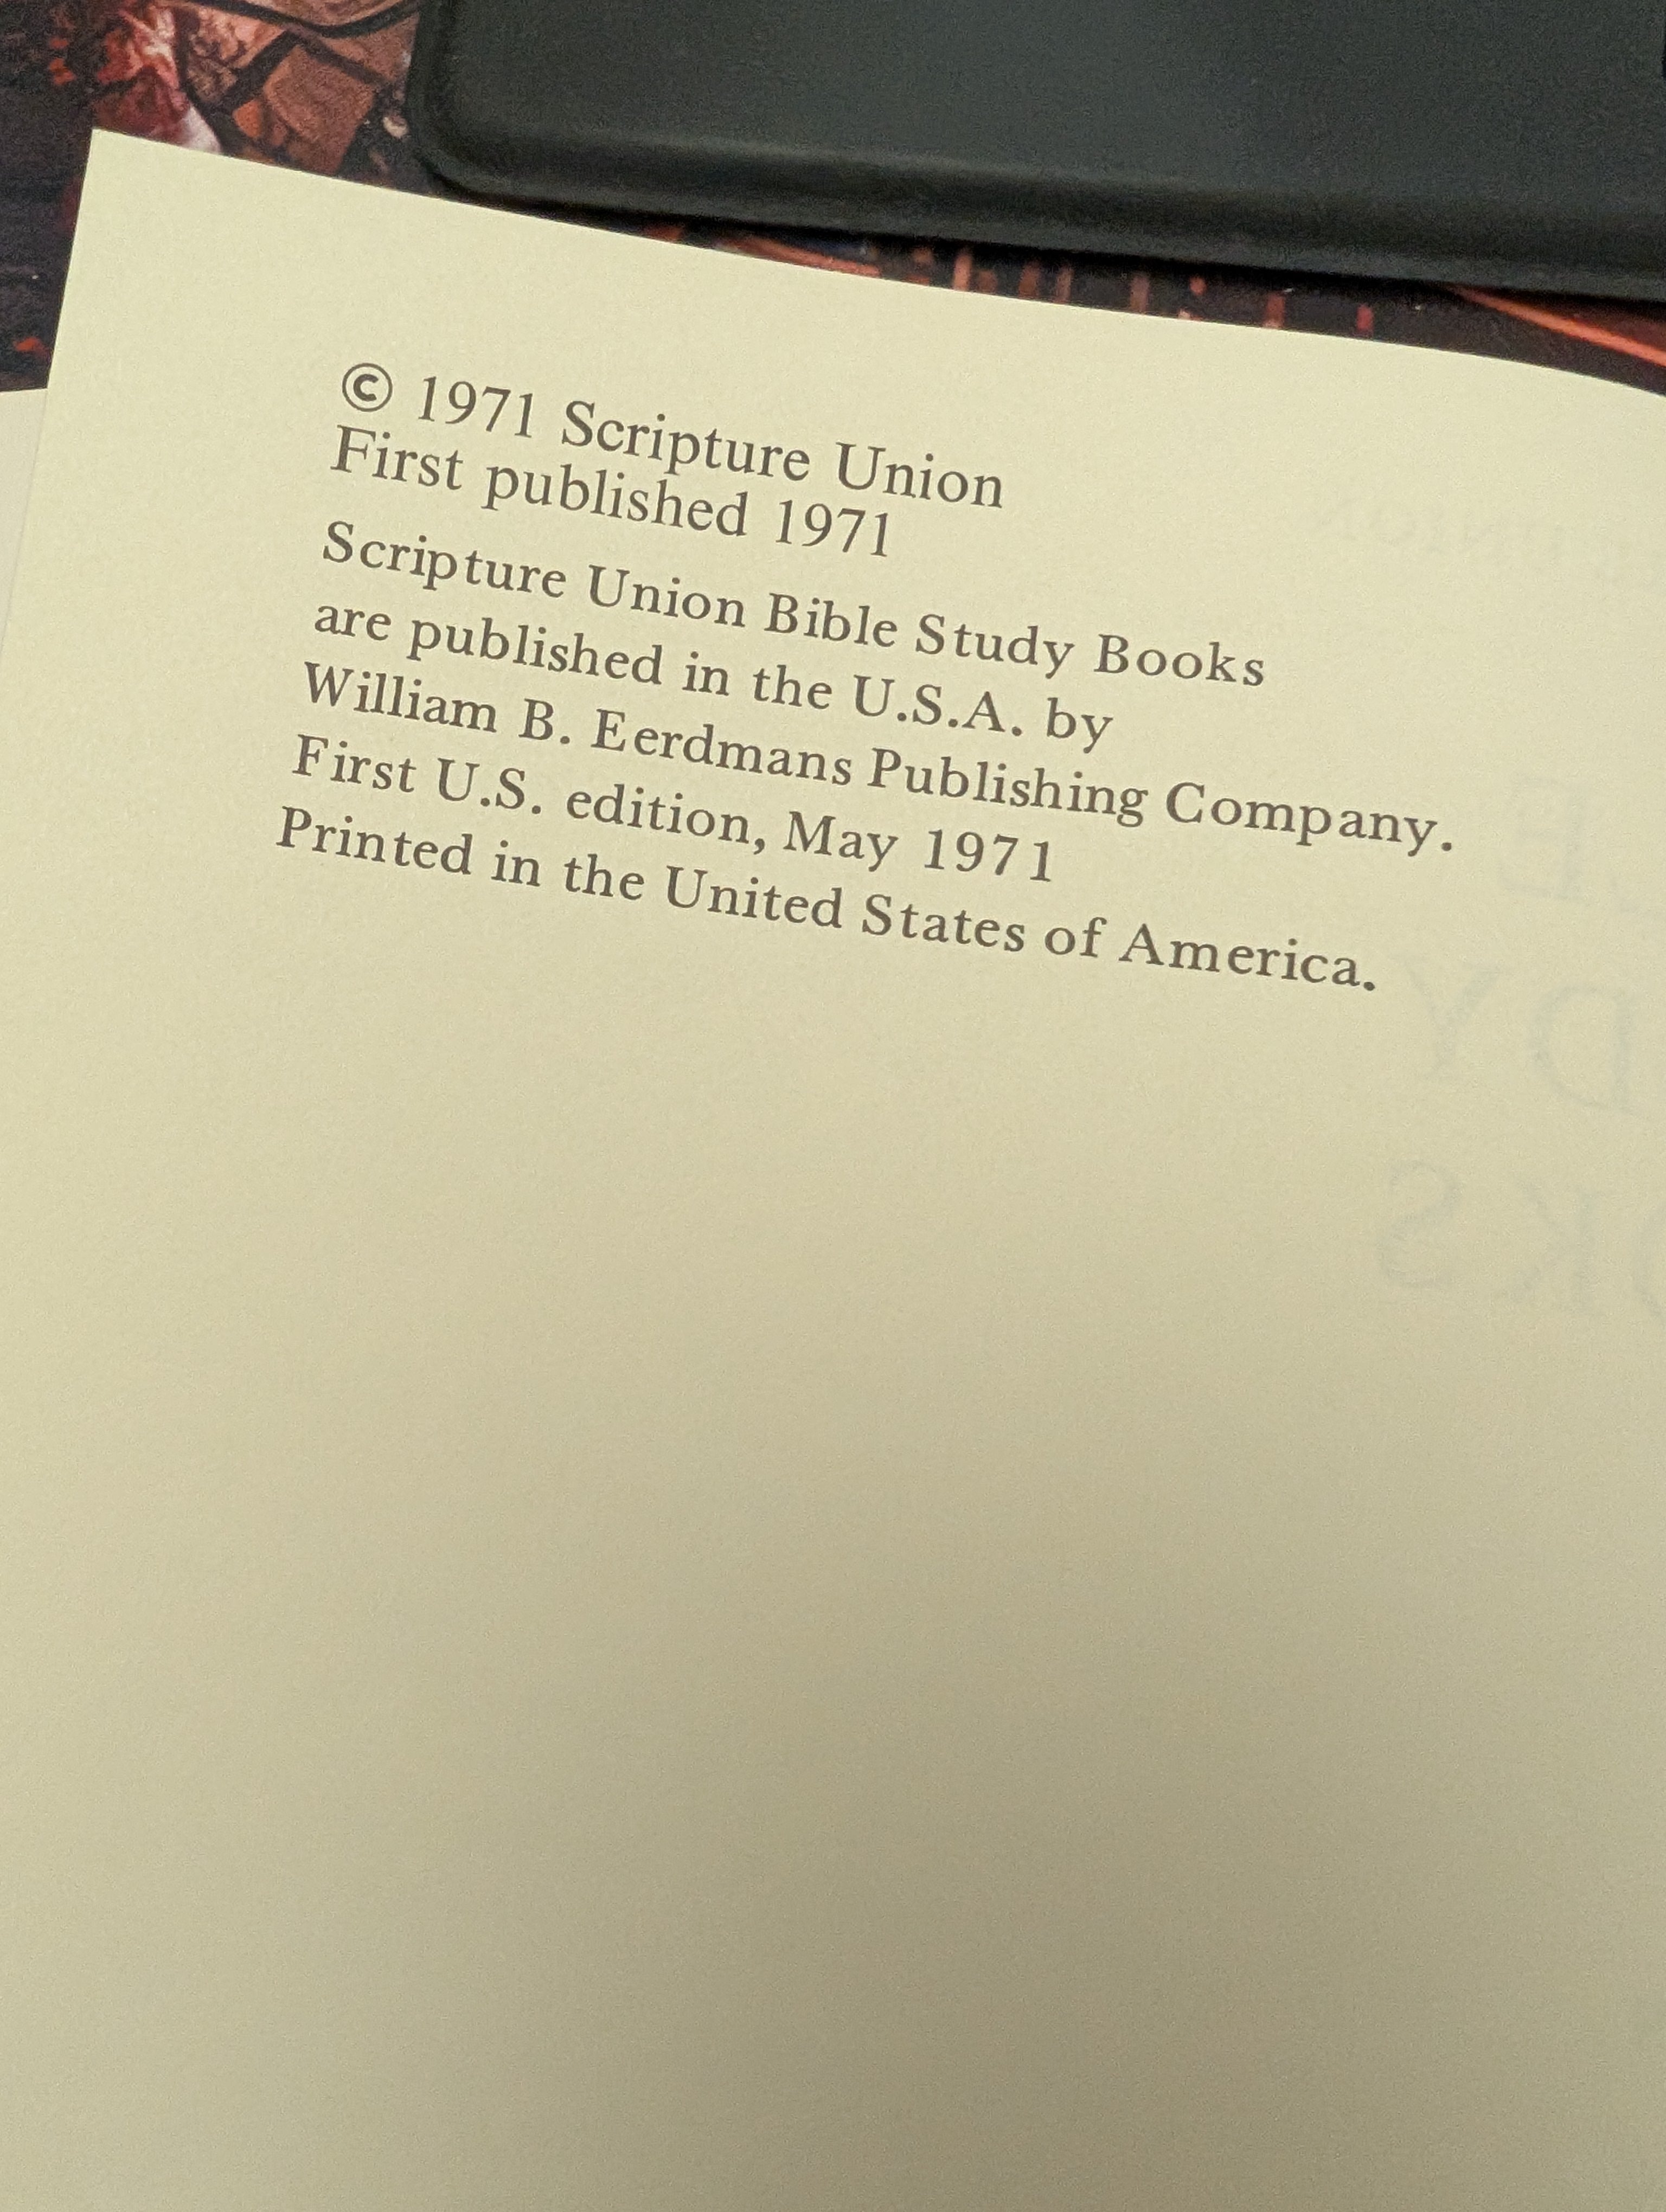 © 1971 Scripture Union
First published 1971
Scripture Union Bible Study Books
are published in the U.S.A. by
William B. Eerdmans Publishing Company.
First U.S. edition, May 1971
Printed in the United States of America.